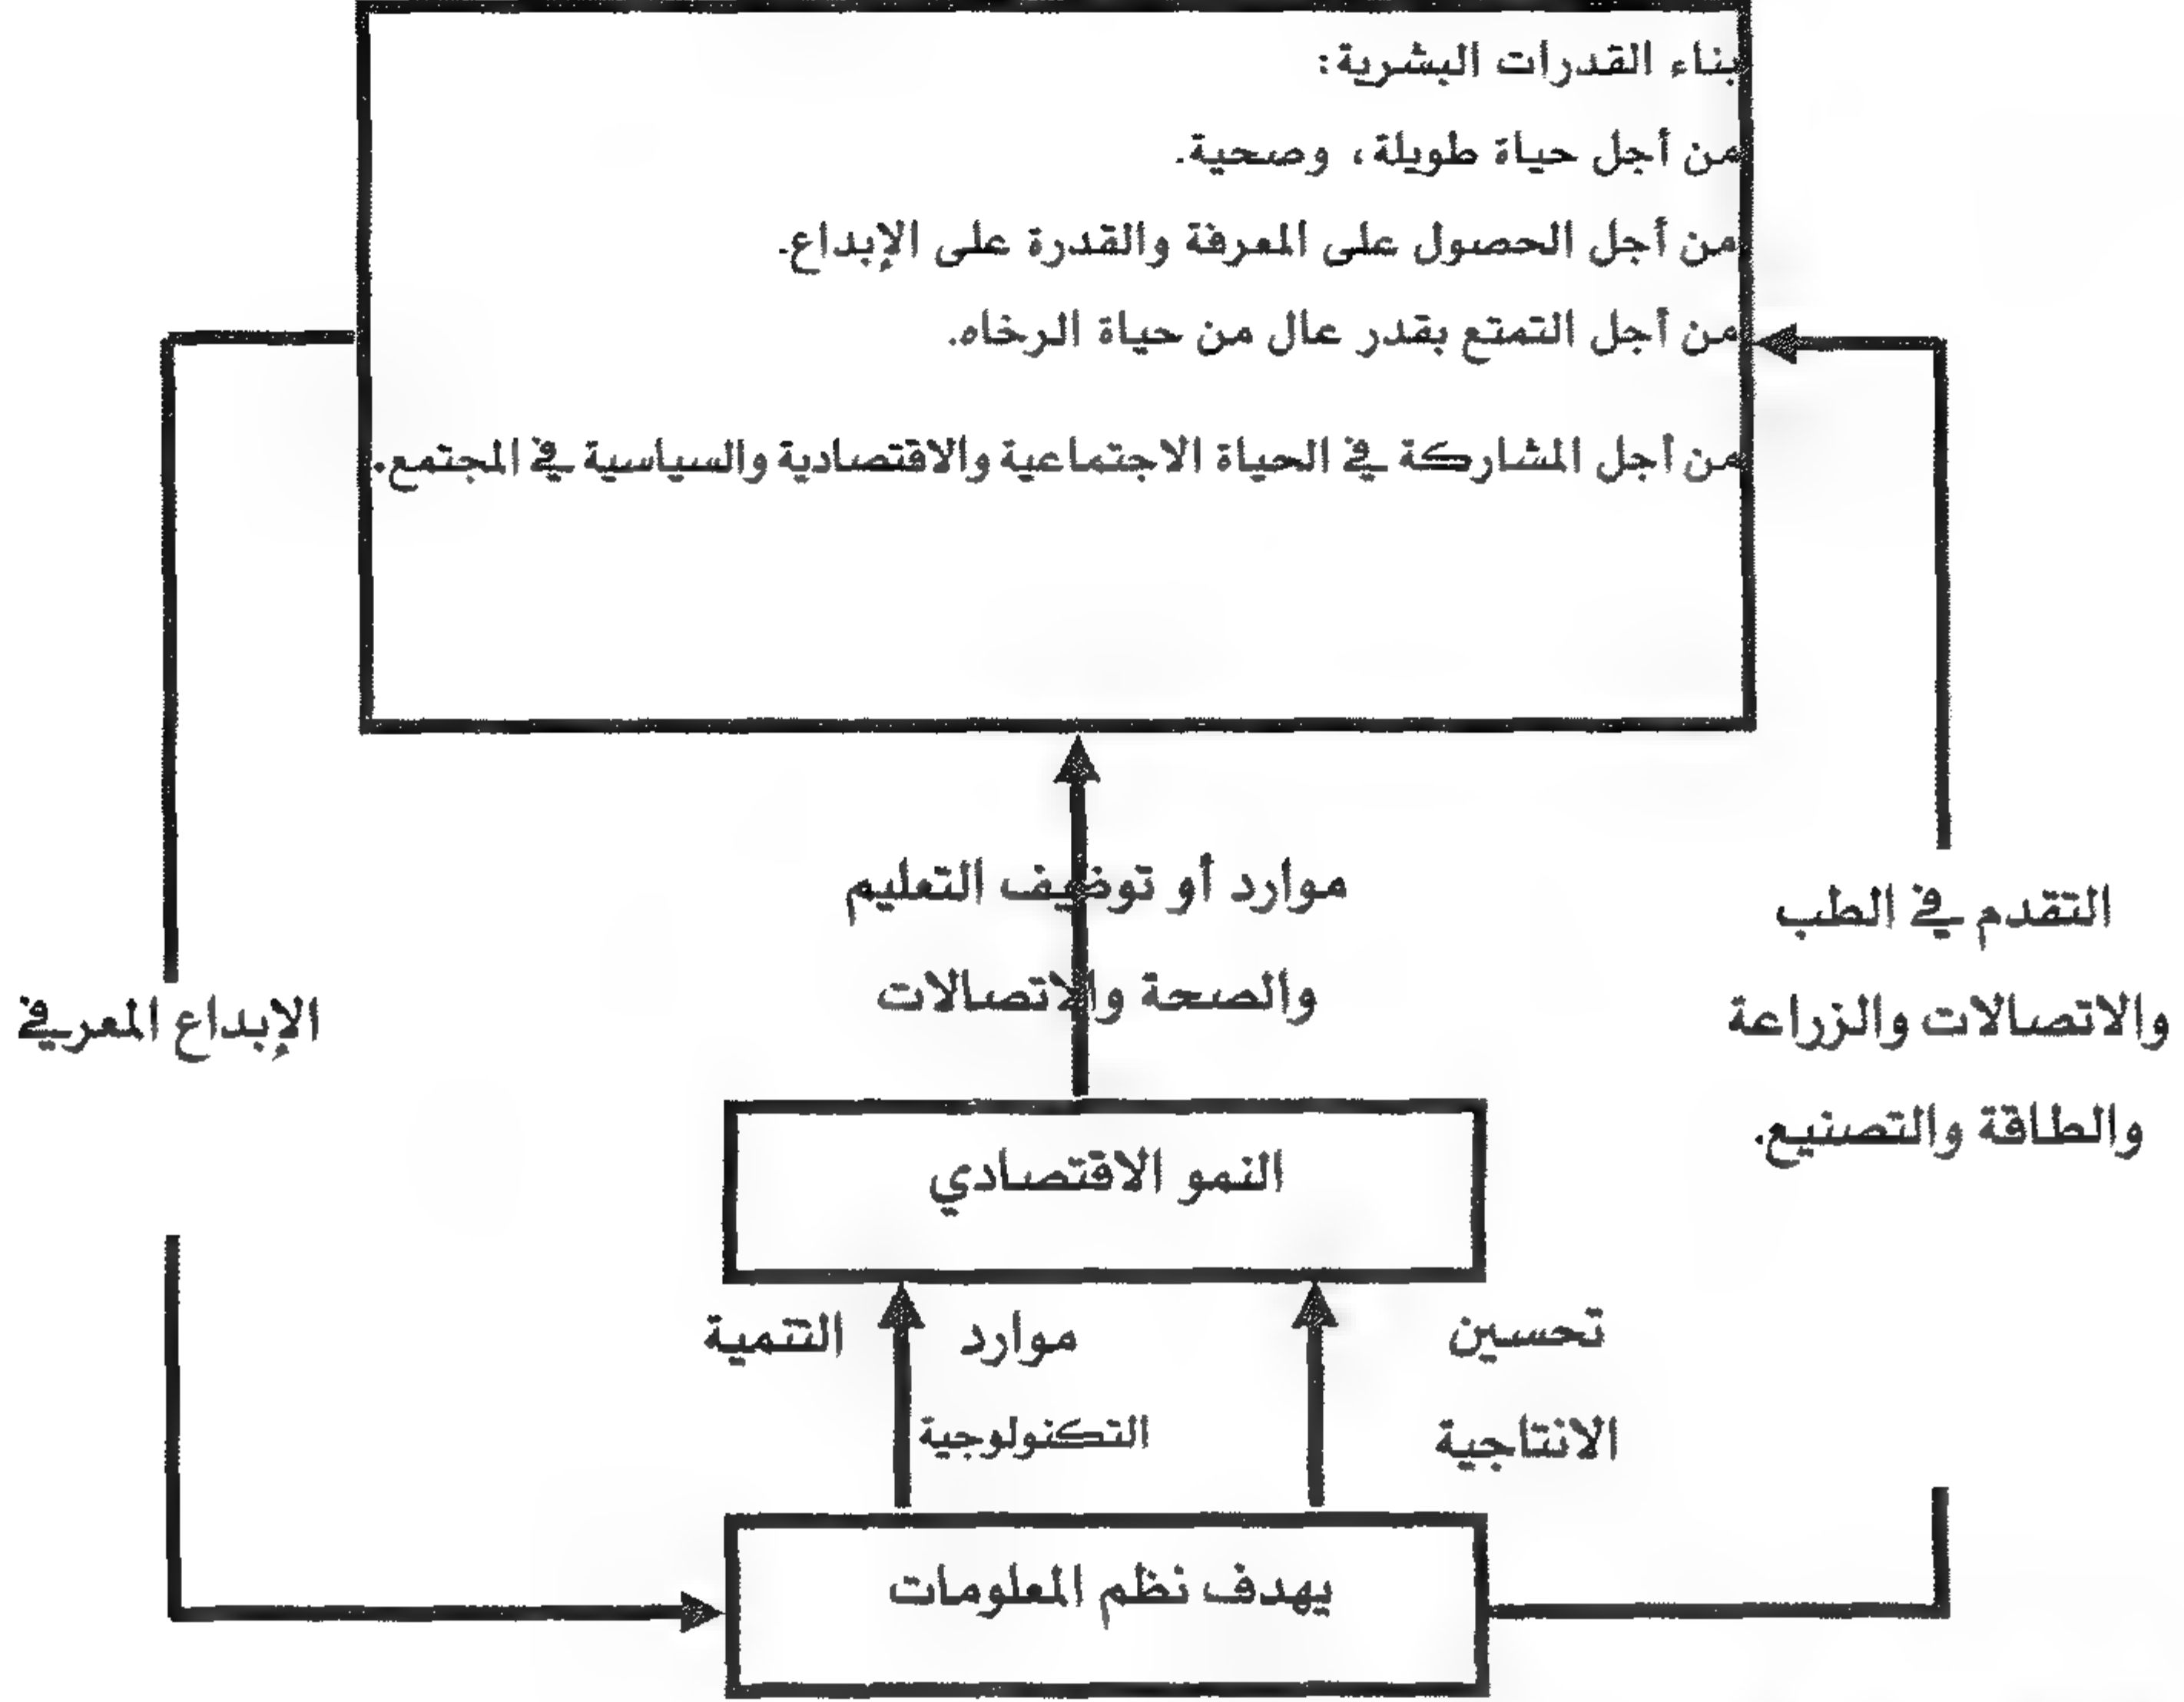 بناء القدرات البشرية:
من أجل حياة طويلة، وصحية.
من أجل الحصول على المعرفة والقدرة على الإبداع.
من أجل التمتع بقدر عال من حياة الرخاه.
من أجل المشاركة في الحياة الاجتماعية والاقتصادية والسياسية في المجتمع.
التقدم في الطب
والاتصالات والزراعة
والطاقة والتصنيع.
موارد أو توظيف التعليم
والصحة والاتصالات
الإبداع المعرفي
النمو الاقتصادي
تحسين
الانتاجية
موارد
التكنولوجية
التنمية
يهدف نظم المعلومات